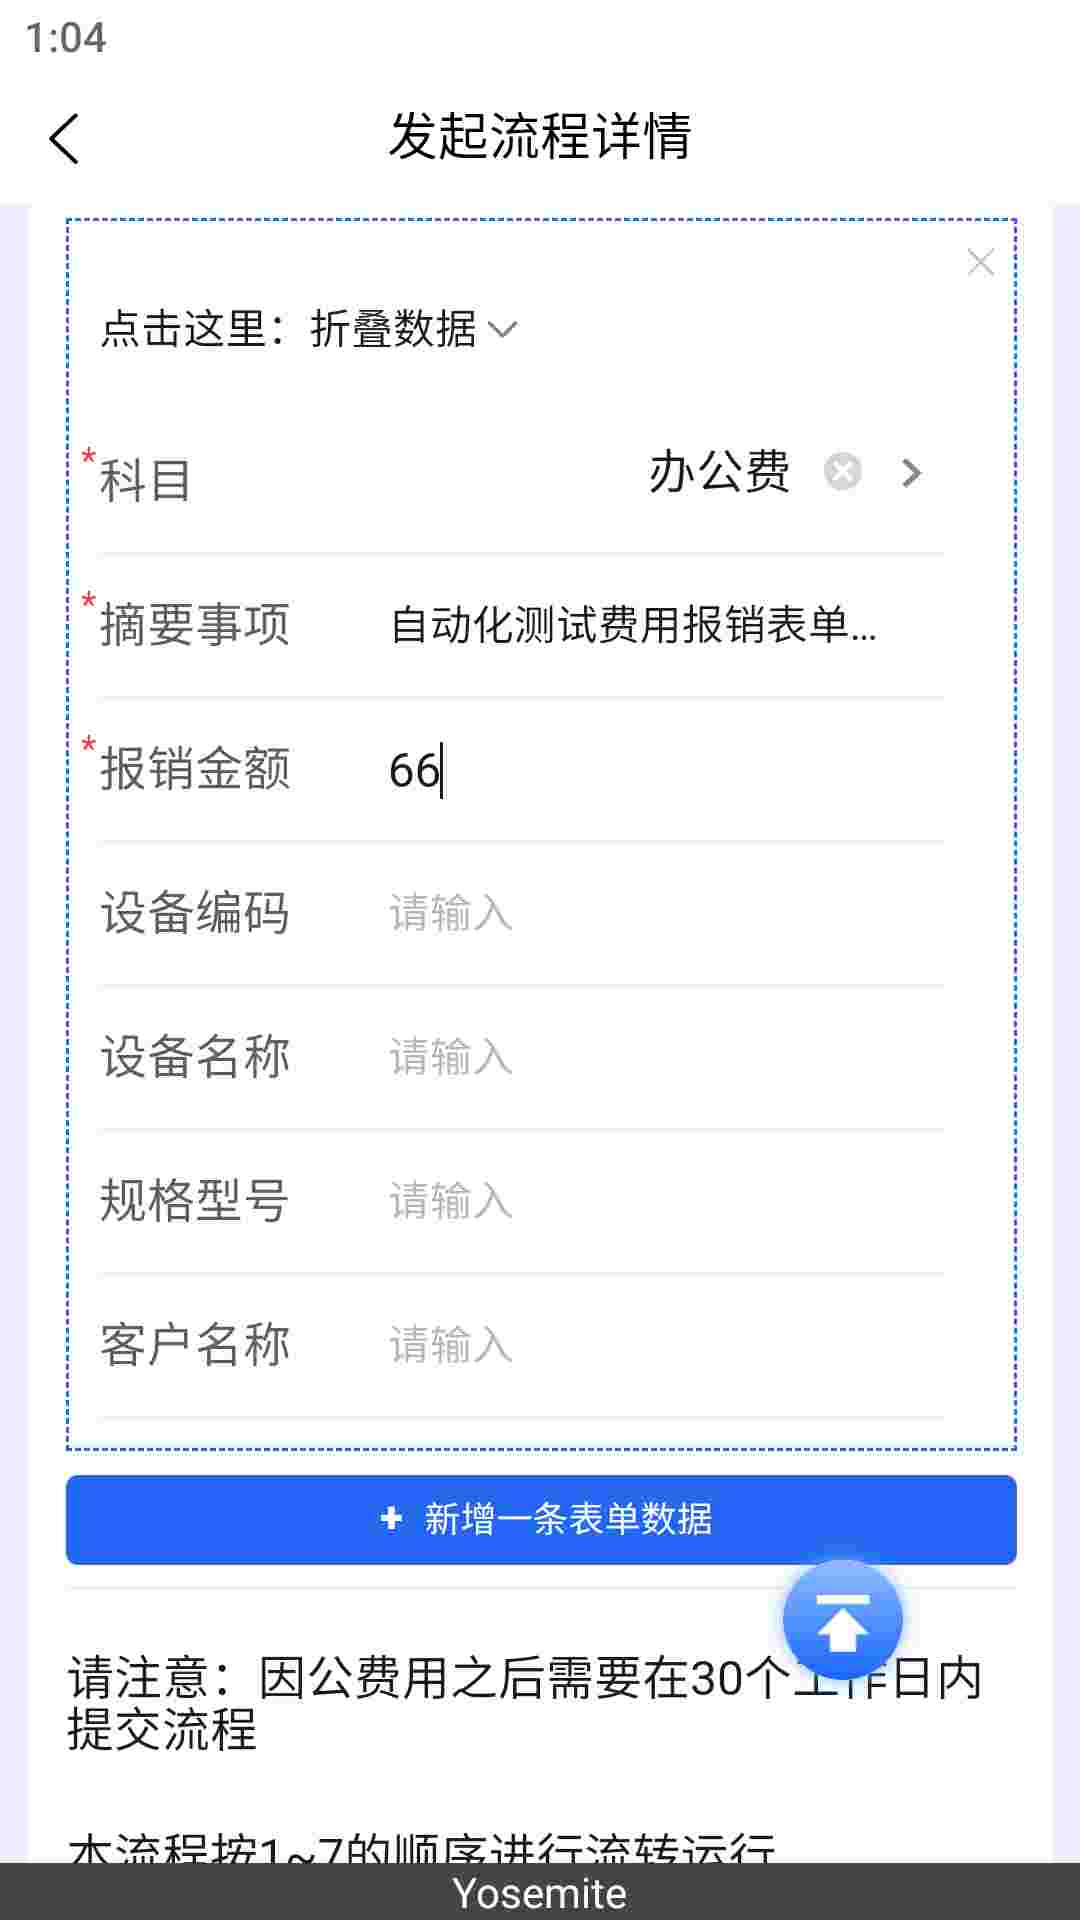 1:04
发起流程详情
点击这里：折叠数据
*科目 办公费
*摘要事项 自动化测试费用报销表单...
*报销金额 66
设备编码 请输入
设备名称 请输入
规格型号 请输入
客户名称 请输入
+ 新增一条表单数据
请注意：因公费用之后需要在30个工作日内
提交流程
本流程按1~7的顺序进行流转运行
Yosemite